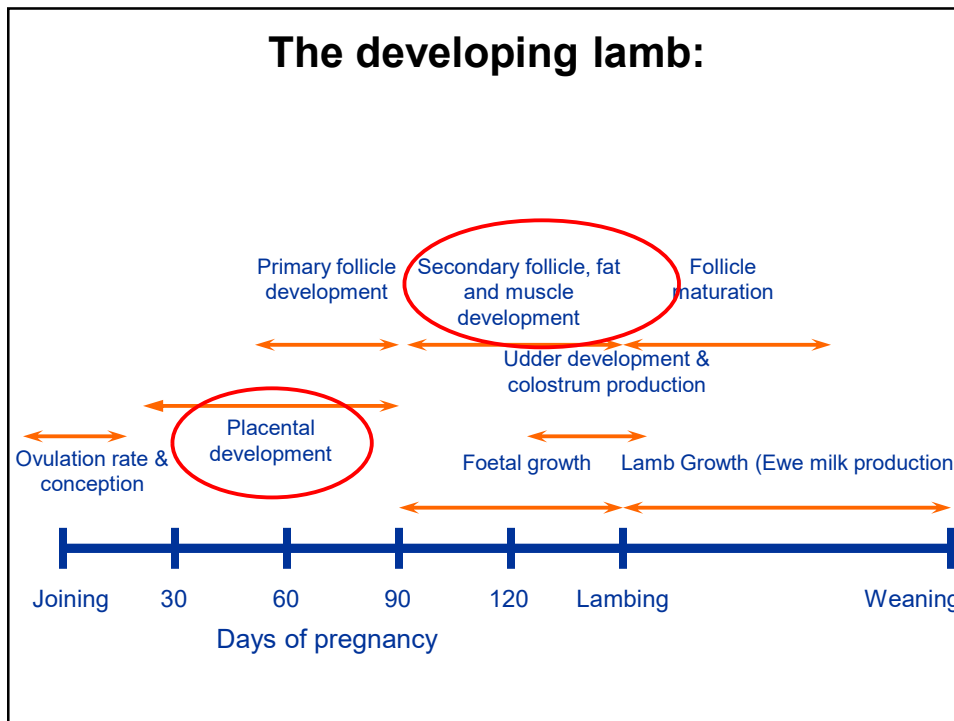 The developing lamb:
Primary follicle
development
Secondary follicle, fat
and muscle
development
Follicle
maturation
Udder development &
colostrum production
Placental
development
Ovulation rate &
conception
Foetal growth
Lamb Growth (Ewe milk production
Joining
30
60
90
120
Lambing
Weaning
Days of pregnancy